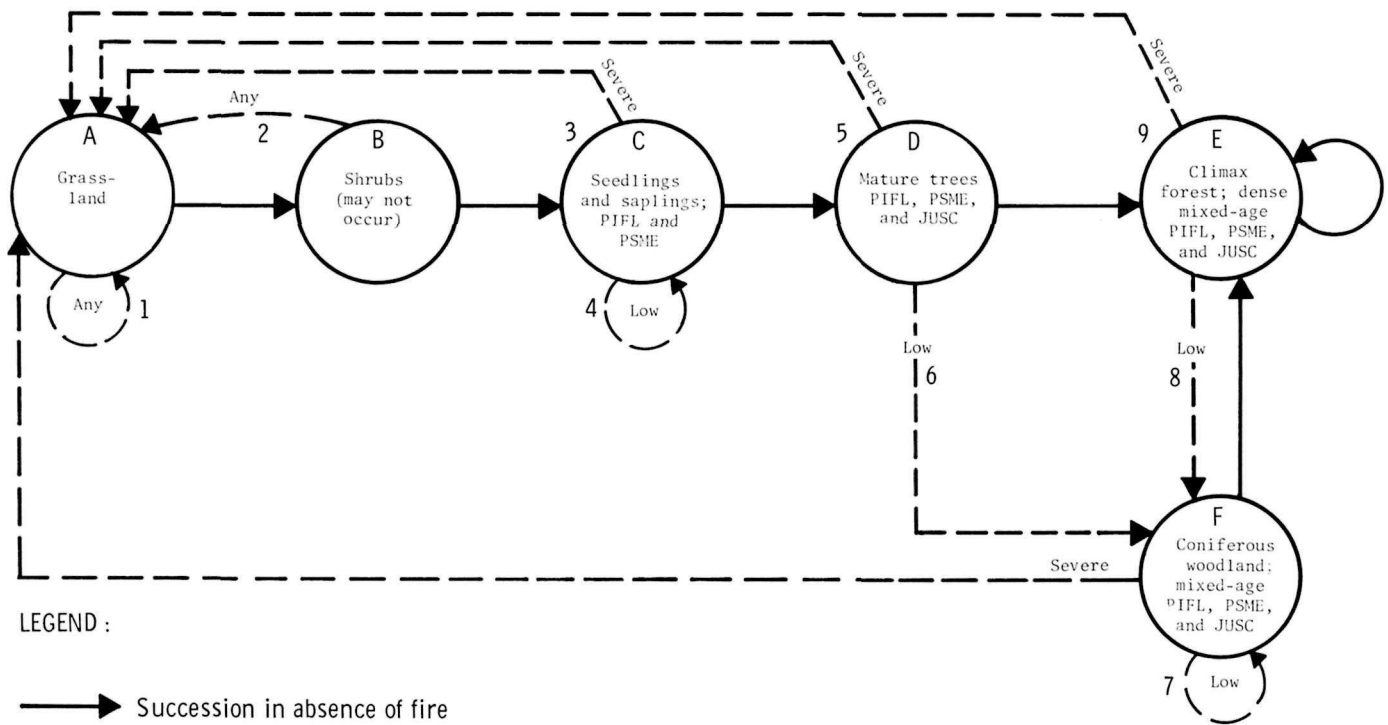 Severe
Severe
Severe
Any
2
3
5
9
A
Grass-
land
B
Shrubs
(may not
occur)
C
Seedlings
and saplings;
PIFL and
PSME
D
Mature trees
PIFL, PSME,
and JUSC
E
Climax
forest; dense
mixed-age
PIFL, PSME,
and JUSC
Any
1
4
Low
Low
6
Low
8
F
Coniferous
woodland;
mixed-age
PIFL, PSME,
and JUSC
Severe
7
Low
LEGEND :
Succession in absence of fire